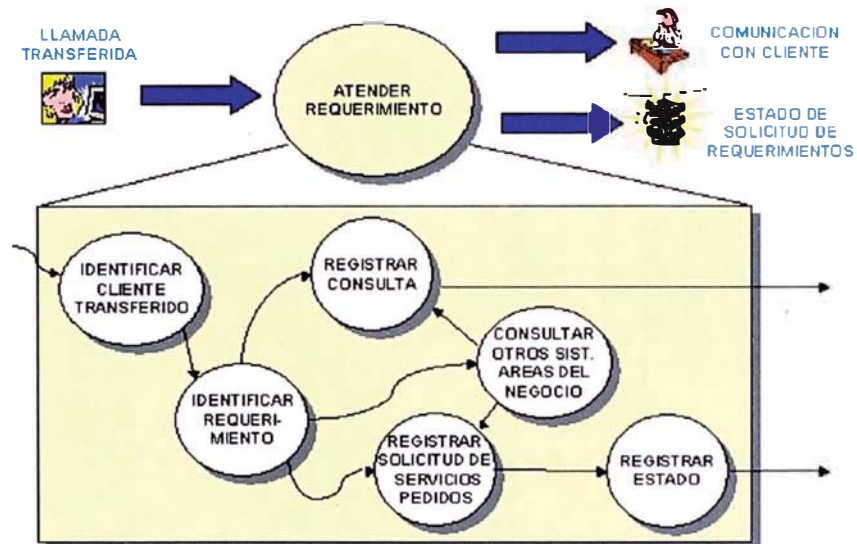 LLAMADA
TRANSFERIDA
ATENDER
REQUERIMIENTO
COMUNICACION
CON CLIENTE
ESTADO DE
SOLICITUD DE
REQUERIMIENTOS
IDENTIFICAR
CLIENTE
TRANSFERIDO
REGISTRAR
CONSULTA
CONSULTAR
OTROS SIST.
AREAS DEL
NEGOCIO
IDENTIFICAR
REQUERI-
MIENTO
REGISTRAR
SOLICITUD DE
SERVICIOS
PEDIDOS
REGISTRAR
ESTADO